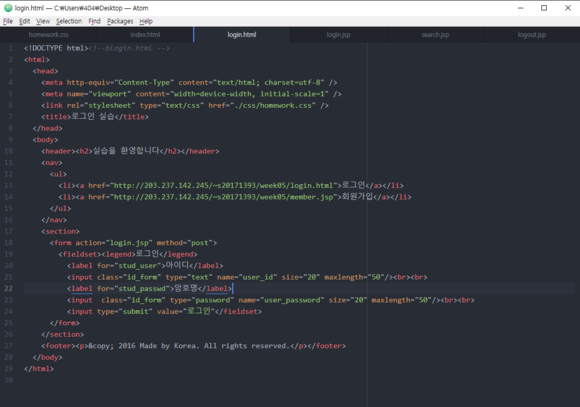 login.html — C:₩Users₩404₩Desktop — Atom
File Edit View Selection Find Packages Help
homework.css index.html login.html login.jsp search.jsp logout.jsp
1 <!DOCTYPE html><!--blogin.html -->
2 <html>
3 <head>
4 <meta http-equiv="Content-Type" content="text/html; charset=utf-8" />
5 <meta name="viewport" content="width=device-width, initial-scale=1" />
6 <link rel="stylesheet" type="text/css" href="./css/homework.css" />
7 <title>로그인 실습</title>
8 </head>
9 <body>
10 <header><h2>실습을 환영합니다</h2></header>
11 <nav>
12 <ul>
13 <li><a href="http://203.237.142.245/~s20171393/week05/login.html">로그인</a></li>
14 <li><a href="http://203.237.142.245/~s20171393/week05/member.jsp">회원가입</a></li>
15 </ul>
16 </nav>
17 <section>
18 <form action="login.jsp" method="post">
19 <fieldset><legend>로그인</legend>
20 <label for="stud_user">아이디</label>
21 <input class="id_form" type="text" name="user_id" size="20" maxlength="50"/><br><br>
22 <label for="stud_passwd">암호명</label>
23 <input class="id_form" type="password" name="user_password" size="20" maxlength="50"/><br><br>
24 <input type="submit" value="로그인"</fieldset>
25 </form>
26 </section>
27 <footer><p>&copy; 2016 Made by Korea. All rights reserved.</p></footer>
28 </body>
29 </html>
30